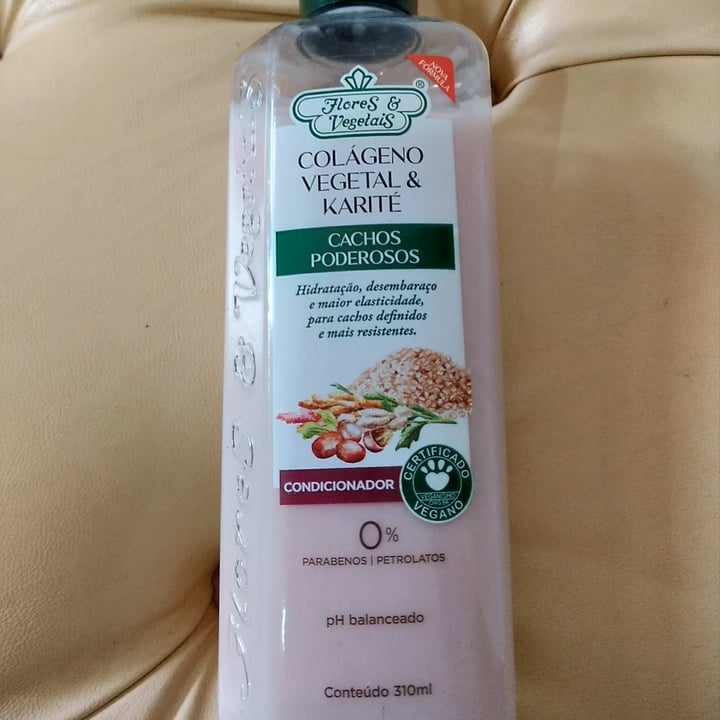 NOVA
FÓRMULA
Flores &
Vegetais
®
COLÁGENO
VEGETAL &
KARITÉ
CACHOS
PODEROSOS
Hidratação, desembaraço
e maior elasticidade,
para cachos definidos
e mais resistentes.
CONDICIONADOR
CERTIFICADO
VEGANO
0%
PARABENOS | PETROLATOS
pH balanceado
Conteúdo 310ml
Flores & Vegetais